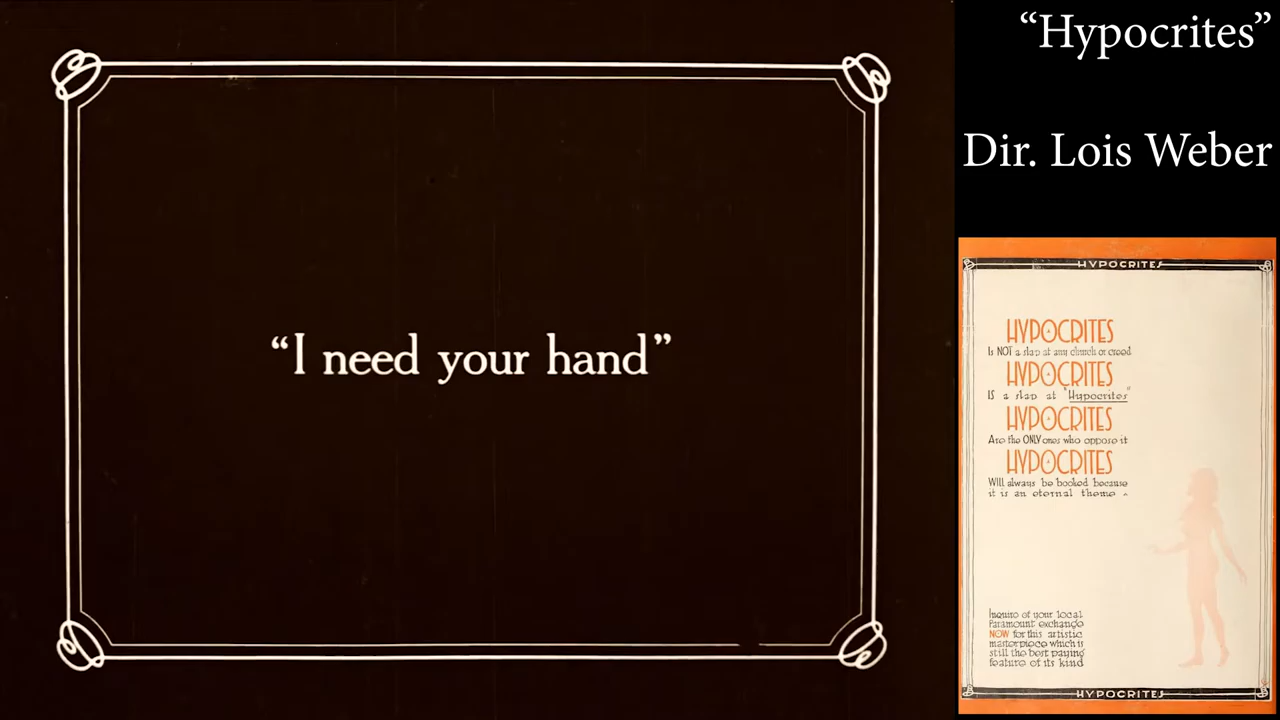 “I need your hand”
“Hypocrites”
Dir. Lois Weber
HYPOCRITES
HYPOCRITES
Is NOT a slap at any church or creed
HYPOCRITES
IS a slap at "Hypocrites"
HYPOCRITES
Are the ONLY ones who oppose it
HYPOCRITES
WILL always be booked because
it is an eternal theme
Inquire of your local
Paramount exchange
NOW for this artistic
masterpiece which is
still the best paying
feature of its kind
HYPOCRITES